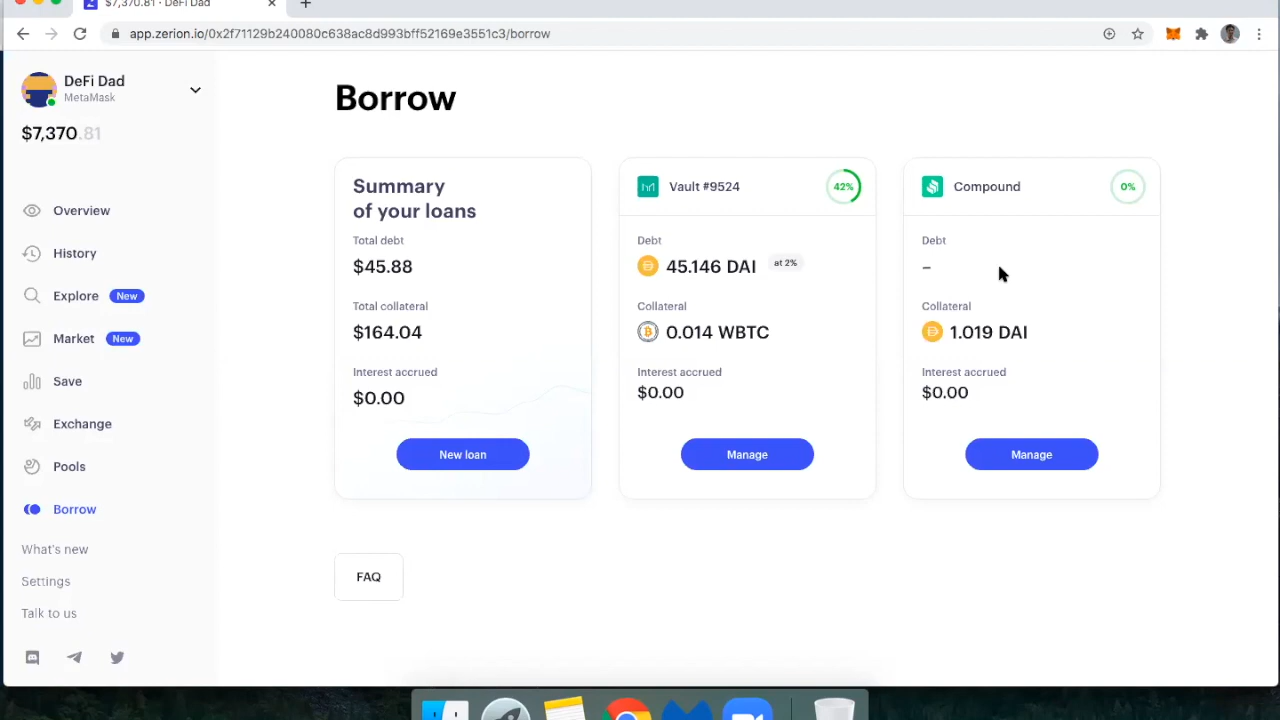 $7,370.81 · DeFi Dad
app.zerion.io/0x2f71129b240080c638ac8d993bff52169e3551c3/borrow
DeFi Dad
MetaMask
$7,370.81
Overview
History
Explore New
Market New
Save
Exchange
Pools
Borrow
What's new
Settings
Talk to us
Borrow
Summary
of your loans
Total debt
$45.88
Total collateral
$164.04
Interest accrued
$0.00
New loan
Vault #9524
42%
Debt
45.146 DAI at 2%
Collateral
0.014 WBTC
Interest accrued
$0.00
Manage
Compound
0%
Debt
–
Collateral
1.019 DAI
Interest accrued
$0.00
Manage
FAQ